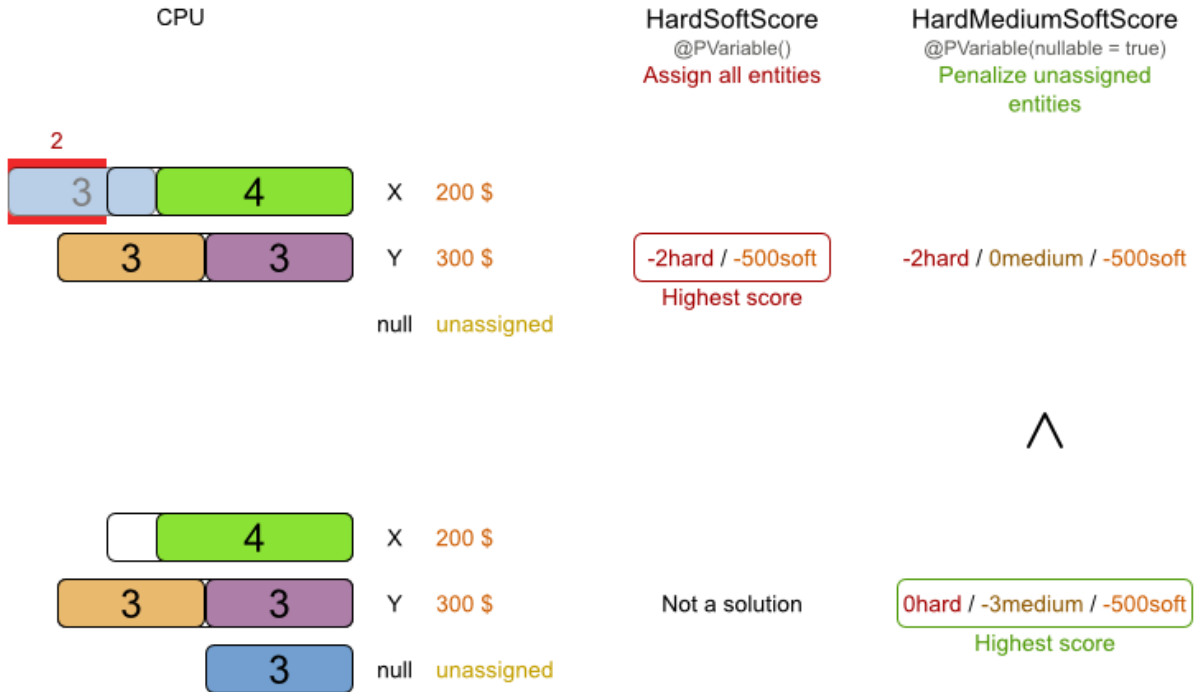 CPU
HardSoftScore
HardMediumSoftScore
@PVariable()
@PVariable(nullable = true)
Assign all entities
Penalize unassigned
entities
2
3 4 X 200 $
3 3 Y 300 $ -2hard / -500soft -2hard / 0medium / -500soft
Highest score
null unassigned
4 X 200 $
3 3 Y 300 $ Not a solution 0hard / -3medium / -500soft
Highest score
3 null unassigned